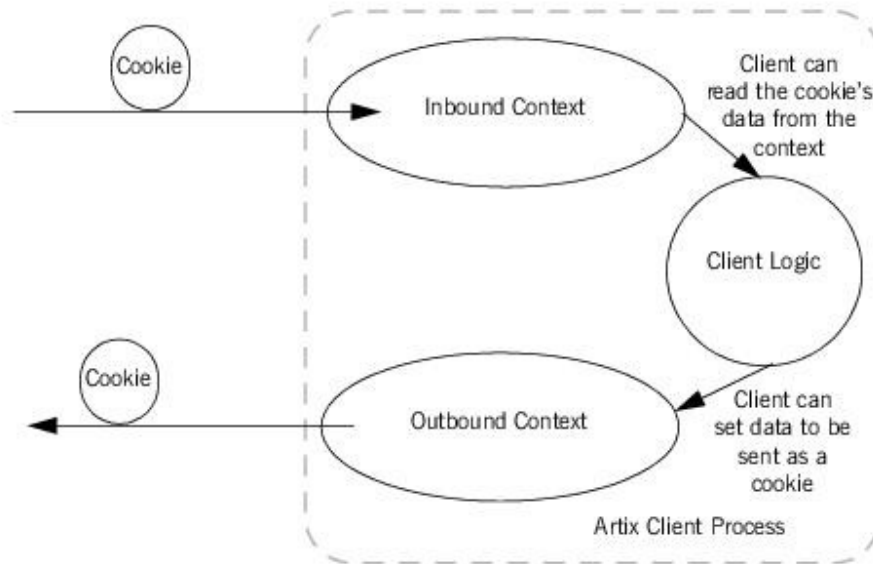 Cookie
Inbound Context
Client can
read the cookie's
data from the
context
Client Logic
Cookie
Outbound Context
Client can
set data to be
sent as a
cookie
Artix Client Process